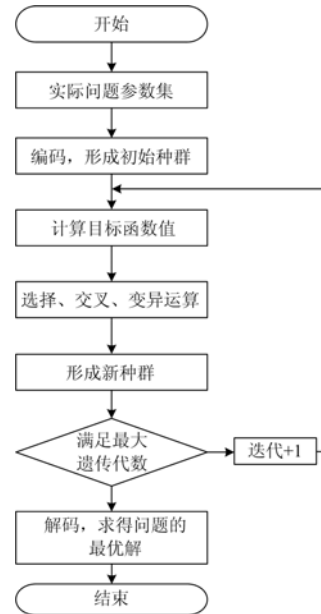 开始
实际问题参数集
编码，形成初始种群
计算目标函数值
选择、交叉、变异运算
形成新种群
满足最大
遗传代数
迭代+1
解码，求得问题的
最优解
结束